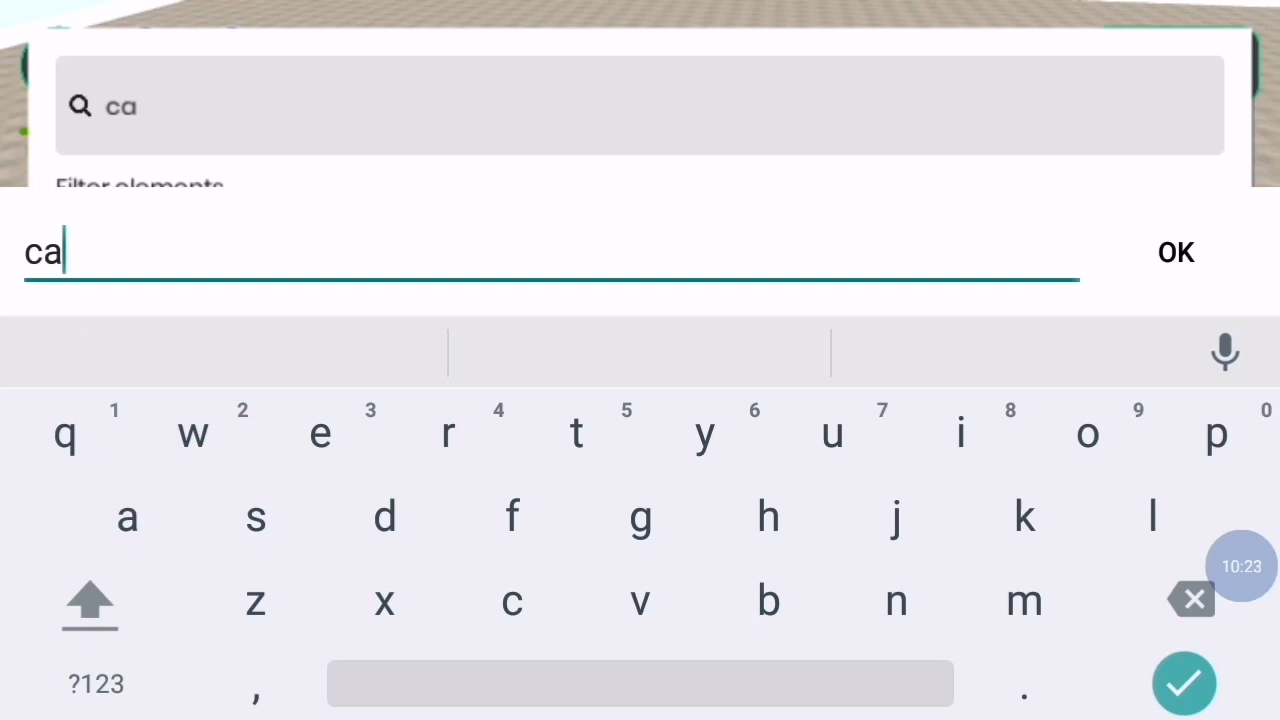 ca
Filter elements
ca
OK
1 2 3 4 5 6 7 8 9 0
q w e r t y u i o p
a s d f g h j k l
10:23
z x c v b n m
?123 , .